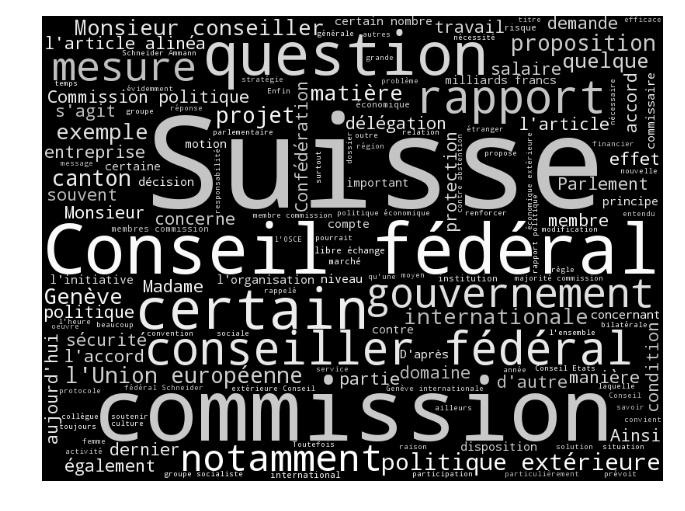 Monsieur conseiller
certain nombre
travail
titre
risque
demande
efficace
l'article alinéa
Schneider Ammann
générale
autres
nécessité
question
proposition
mesure
grande
salaire
quelque
temps
évidemment
stratégie
problème
milliards francs
Commission politique
groupe
réponse
Enfin
matière
économique
rapport
nécessaire
accord
commissaire
s'agit
projet
délégation
l'article
exemple
parlementaire
Confédération
outre
relation
étranger
financier
entreprise
motion
Suisse
dossier
région
protection
contre abstention
propose
économique extérieure
effet
message
certaine
responsabilité
surtout
important
nouvelle
canton
décision
Parlement
souvent
principe
Monsieur
membre commission
politique économique
renforcer
entendu
concerne
compte
membre
membres commission
modification
Conseil fédéral
l'OSCE
pourrait
libre échange
marché
rapport politique
règle
l'initiative
l'organisation
niveau
qu'une
moyen
institution
majorité commission
Genève
Madame
rappelé
gouvernement
politique
certain
concernant
l'heure
beaucoup
internationale
bilatérale
oeuvre
convention
sociale
contre
l'ensemble
aujourd'hui
sécurité
conseiller fédéral
condition
l'accord
D'après
service
année
Conseil Etats
l'Union européenne
partie
domaine
d'autre
manière
laquelle
protocole
fédéral Schneider
extérieure Conseil
Genève internationale
Conseil
commission
ailleurs
savoir
collègue
soutenir
toujours
culture
convient
femme
Toutefois
Ainsi
activité
dernier
raison
disposition
solution
situation
notamment
politique extérieure
également
groupe socialiste
international
participation
particulièrement
prévoit